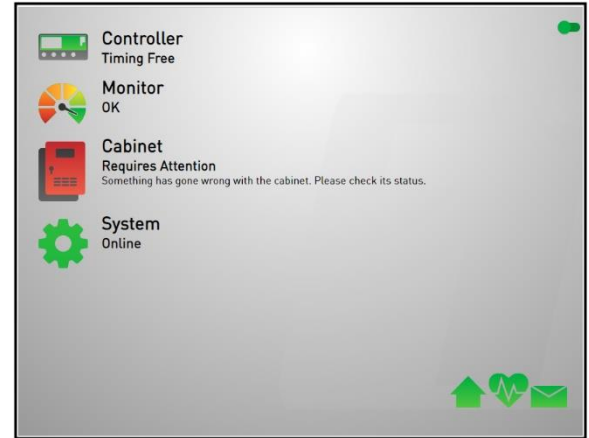 Controller
Timing Free
Monitor
OK
Cabinet
Requires Attention
Something has gone wrong with the cabinet. Please check its status.
System
Online